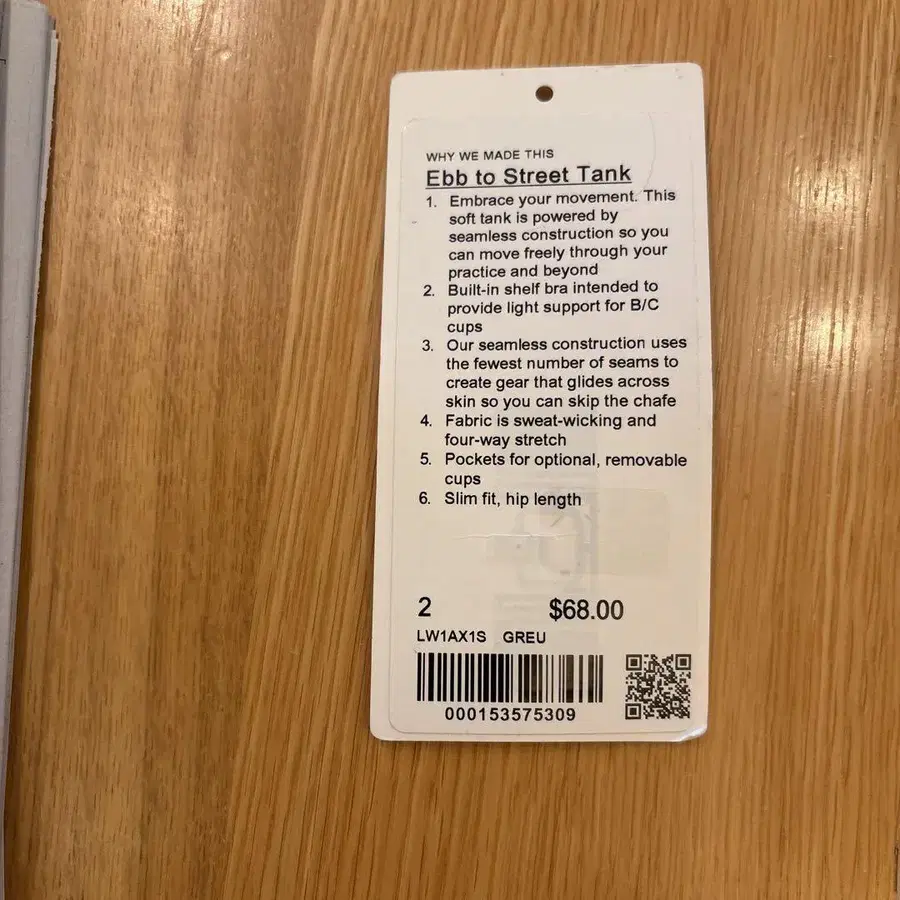 WHY WE MADE THIS
Ebb to Street Tank
1. Embrace your movement. This
soft tank is powered by
seamless construction so you
can move freely through your
practice and beyond
2. Built-in shelf bra intended to
provide light support for B/C
cups
3. Our seamless construction uses
the fewest number of seams to
create gear that glides across
skin so you can skip the chafe
4. Fabric is sweat-wicking and
four-way stretch
5. Pockets for optional, removable
cups
6. Slim fit, hip length
2 $68.00
LW1AX1S GREU
000153575309